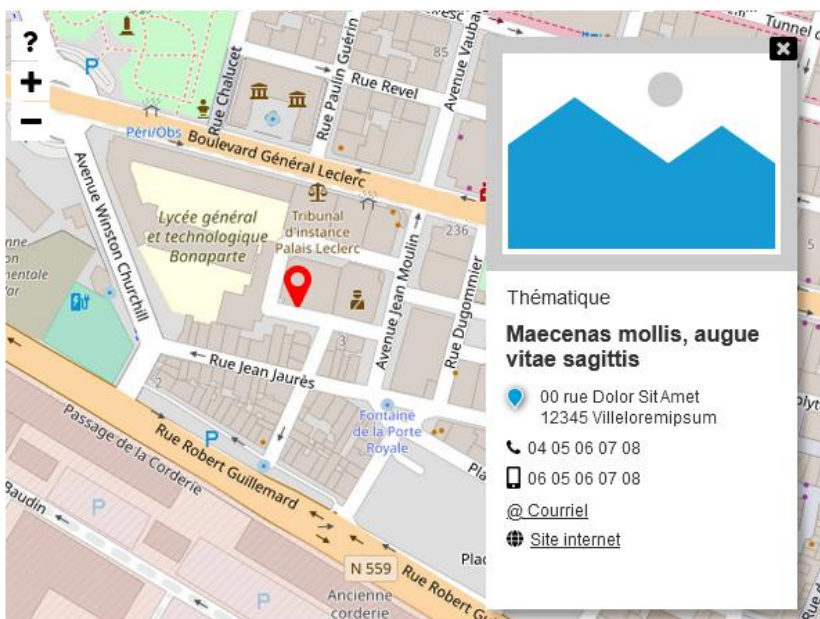 ?
+
−
P
Rue Chalucet
Rue Paulin Guérin
85
Rue Revel
Avenue Vauba
Tunnel d
Péri/Obs
Boulevard Général Leclerc
Avenue Winston Churchill
Lycée général
et technologique
Bonaparte
Tribunal
d'instance
Palais Leclerc
236
Avenue Jean Moulin
Rue Dugommier
3
5
Rue Jean Jaurès
2
P
Fontaine
de la Porte
Royale
Passage de la Corderie
Rue Robert Guillemard
Baudin
P
P
N 559
Rue Robert Guillemard
Ancienne
corderie
Thématique
Maecenas mollis, augue
vitae sagittis
00 rue Dolor Sit Amet
12345 Villeloremipsum
04 05 06 07 08
06 05 06 07 08
@ Courriel
Site internet